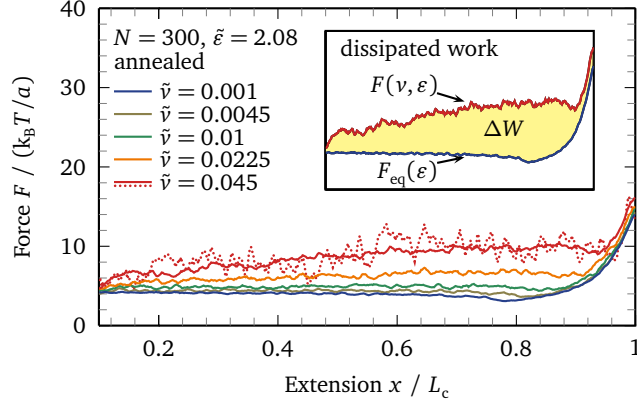 N = 300, ε̃ = 2.08
annealed
ṽ = 0.001
ṽ = 0.0045
ṽ = 0.01
ṽ = 0.0225
ṽ = 0.045
dissipated work
F(v, ε)
ΔW
F_eq(ε)
Force F / (k_BT/a)
40
30
20
10
0
0.2
0.4
0.6
0.8
1
Extension x / L_c